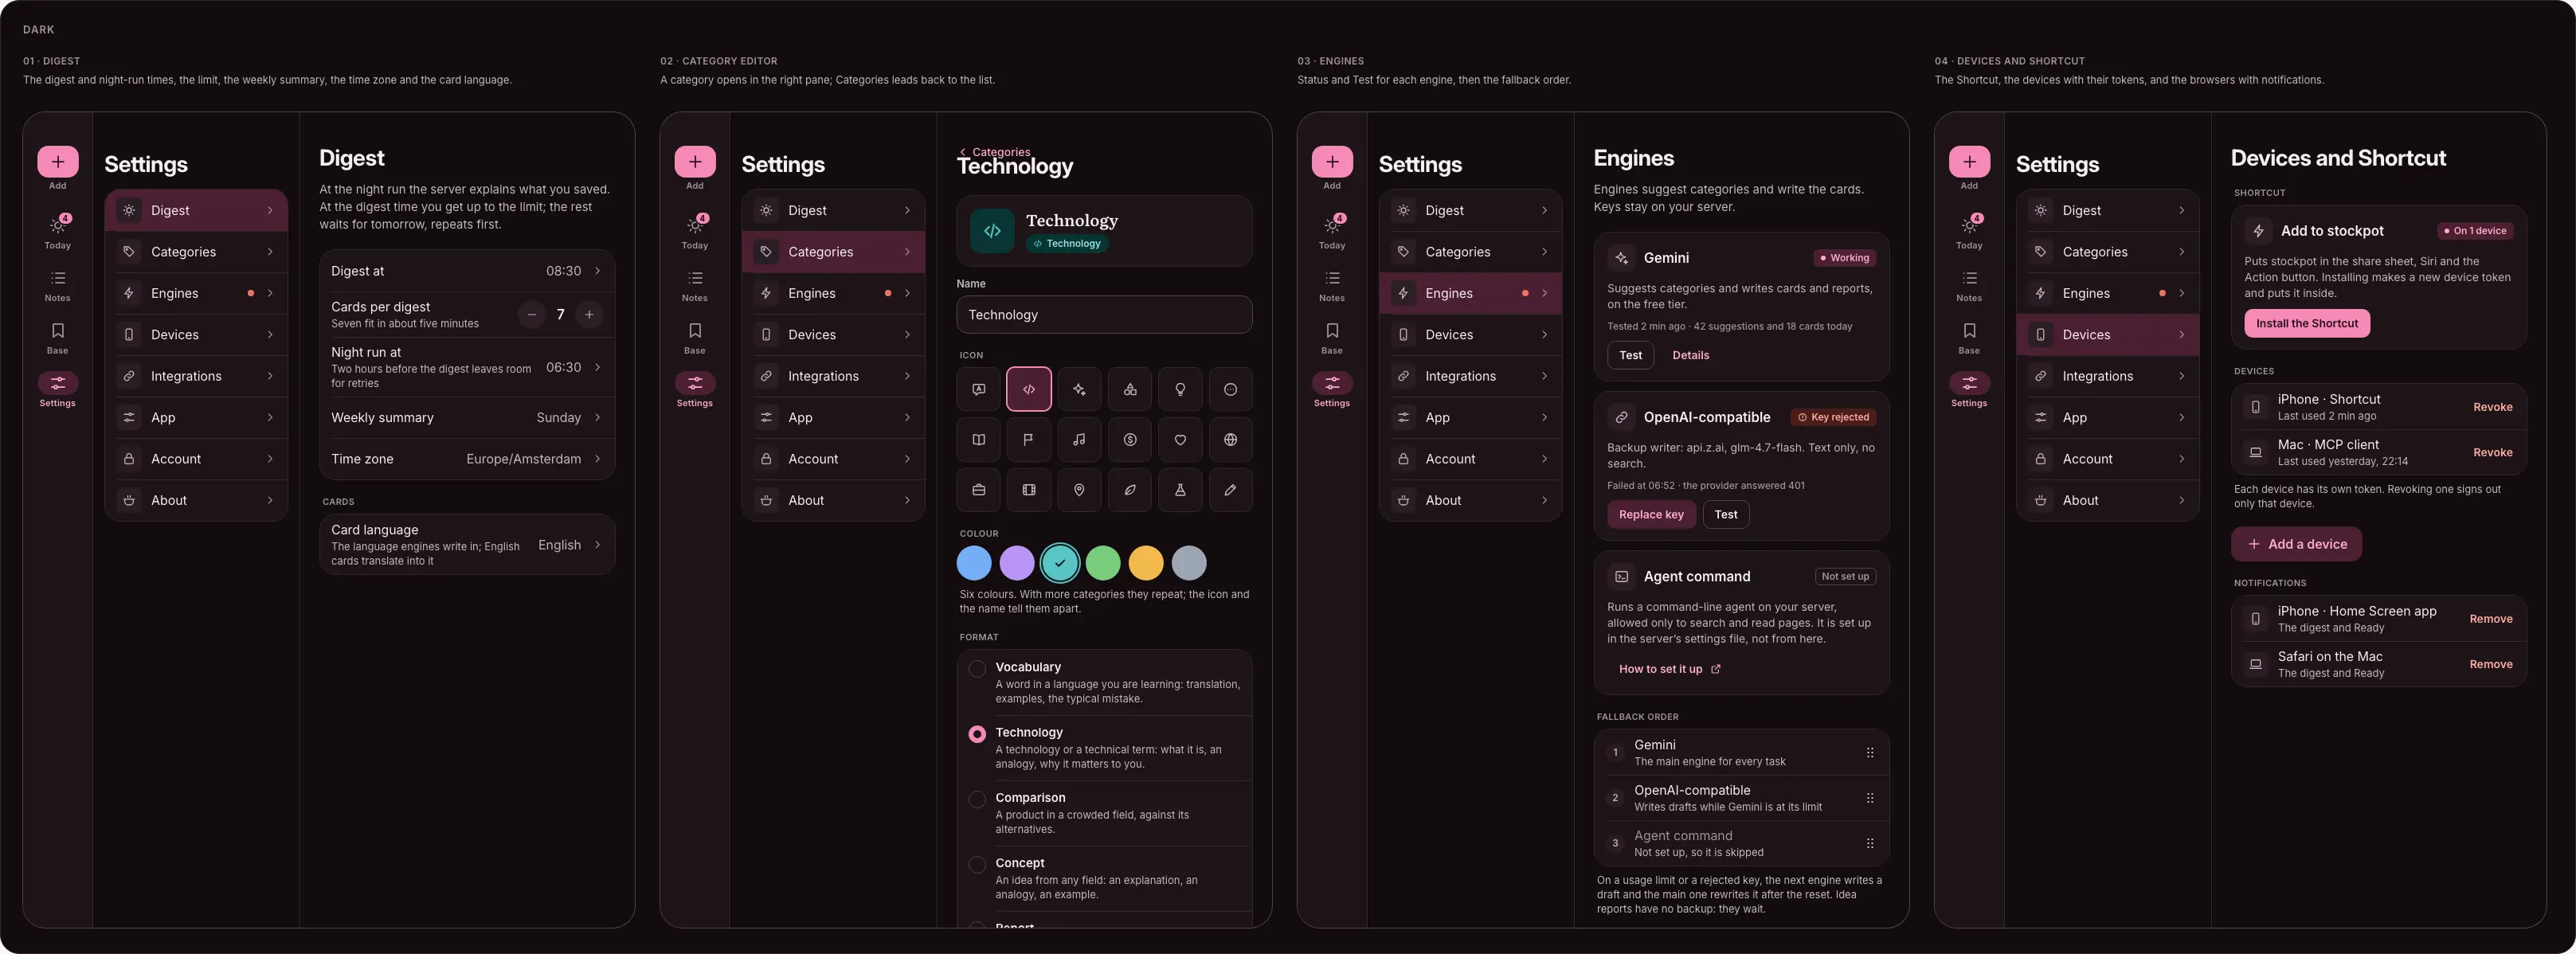 DARK
01 · DIGEST
The digest and night-run times, the limit, the weekly summary, the time zone and the card language.
Add
4
Today
Notes
Base
Settings
Settings
Digest
Categories
Engines
Devices
Integrations
App
Account
About
Digest
At the night run the server explains what you saved.
At the digest time you get up to the limit; the rest
waits for tomorrow, repeats first.
Digest at 08:30
Cards per digest
Seven fit in about five minutes
− 7 +
Night run at
Two hours before the digest leaves room
for retries
06:30
Weekly summary Sunday
Time zone Europe/Amsterdam
CARDS
Card language
The language engines write in; English
cards translate into it
English
02 · CATEGORY EDITOR
A category opens in the right pane; Categories leads back to the list.
Add
4
Today
Notes
Base
Settings
Settings
Digest
Categories
Engines
Devices
Integrations
App
Account
About
Categories
Technology
Technology
Technology
Name
Technology
ICON
COLOUR
Six colours. With more categories they repeat; the icon and
the name tell them apart.
FORMAT
Vocabulary
A word in a language you are learning: translation,
examples, the typical mistake.
Technology
A technology or a technical term: what it is, an
analogy, why it matters to you.
Comparison
A product in a crowded field, against its
alternatives.
Concept
An idea from any field: an explanation, an
analogy, an example.
Report
03 · ENGINES
Status and Test for each engine, then the fallback order.
Add
4
Today
Notes
Base
Settings
Settings
Digest
Categories
Engines
Devices
Integrations
App
Account
About
Engines
Engines suggest categories and write the cards.
Keys stay on your server.
Gemini
Working
Suggests categories and writes cards and reports,
on the free tier.
Tested 2 min ago · 42 suggestions and 18 cards today
Test Details
OpenAI-compatible
Key rejected
Backup writer: api.z.ai, glm-4.7-flash. Text only, no
search.
Failed at 06:52 · the provider answered 401
Replace key Test
Agent command
Not set up
Runs a command-line agent on your server,
allowed only to search and read pages. It is set up
in the server's settings file, not from here.
How to set it up
FALLBACK ORDER
1 Gemini
The main engine for every task
2 OpenAI-compatible
Writes drafts while Gemini is at its limit
3 Agent command
Not set up, so it is skipped
On a usage limit or a rejected key, the next engine writes a
draft and the main one rewrites it after the reset. Idea
reports have no backup: they wait.
04 · DEVICES AND SHORTCUT
The Shortcut, the devices with their tokens, and the browsers with notifications.
Add
4
Today
Notes
Base
Settings
Settings
Digest
Categories
Engines
Devices
Integrations
App
Account
About
Devices and Shortcut
SHORTCUT
Add to stockpot
On 1 device
Puts stockpot in the share sheet, Siri and the
Action button. Installing makes a new device token
and puts it inside.
Install the Shortcut
DEVICES
iPhone · Shortcut
Last used 2 min ago
Revoke
Mac · MCP client
Last used yesterday, 22:14
Revoke
Each device has its own token. Revoking one signs out
only that device.
+ Add a device
NOTIFICATIONS
iPhone · Home Screen app
The digest and Ready
Remove
Safari on the Mac
The digest and Ready
Remove